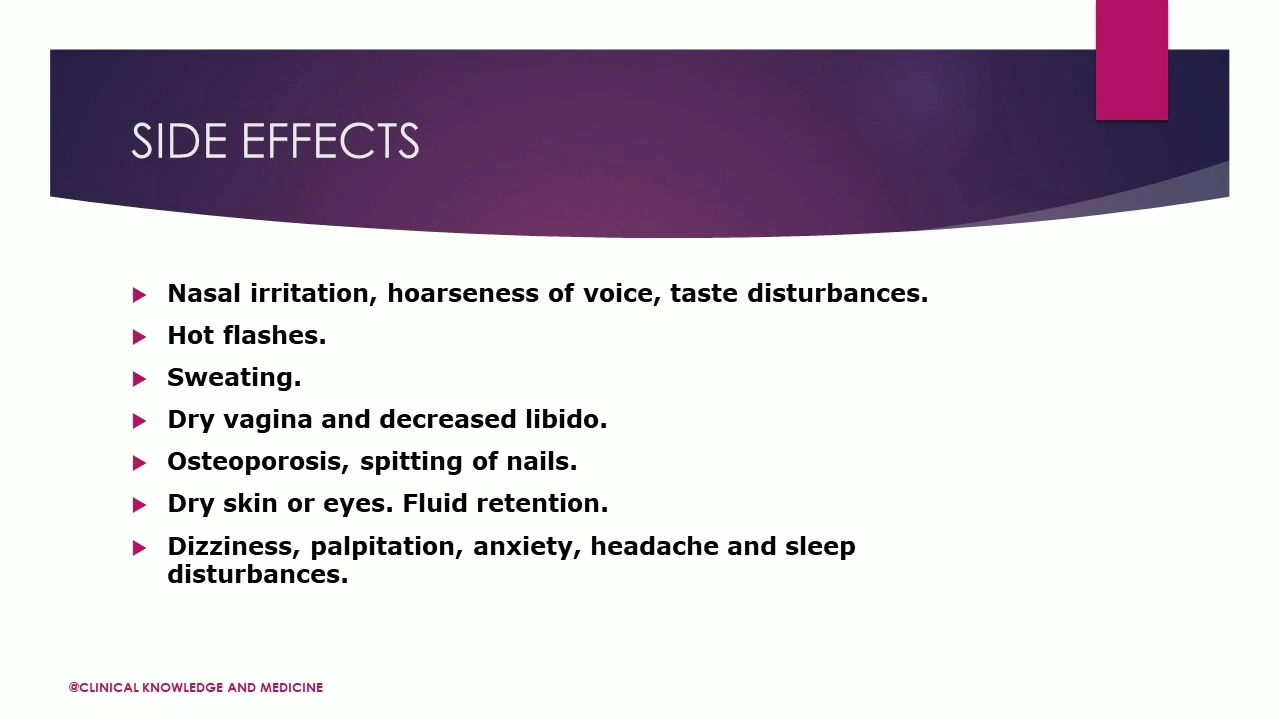 SIDE EFFECTS
Nasal irritation, hoarseness of voice, taste disturbances.
Hot flashes.
Sweating.
Dry vagina and decreased libido.
Osteoporosis, spitting of nails.
Dry skin or eyes. Fluid retention.
Dizziness, palpitation, anxiety, headache and sleep
disturbances.
@CLINICAL KNOWLEDGE AND MEDICINE